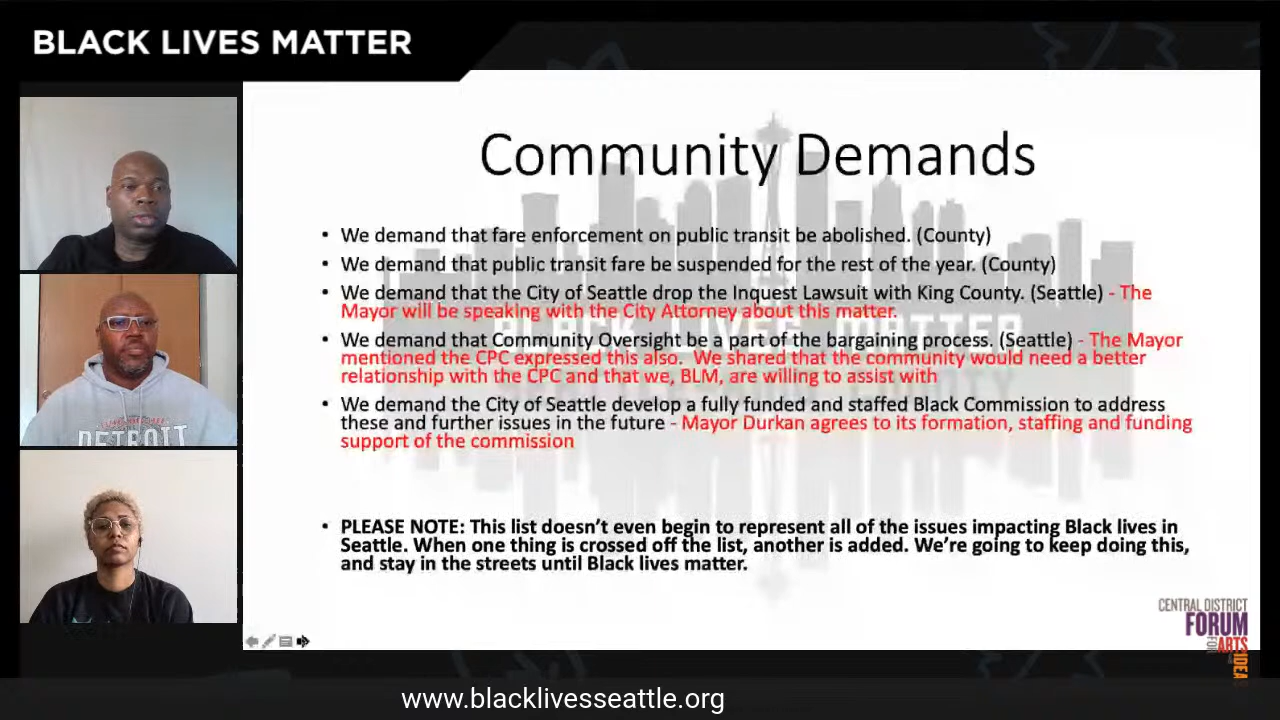 BLACK LIVES MATTER
Community Demands
• We demand that fare enforcement on public transit be abolished. (County)
• We demand that public transit fare be suspended for the rest of the year. (County)
• We demand that the City of Seattle drop the Inquest Lawsuit with King County. (Seattle) - The
Mayor will be speaking with the City Attorney about this matter.
• We demand that Community Oversight be a part of the bargaining process. (Seattle) - The Mayor
mentioned the CPC expressed this also. We shared that the community would need a better
relationship with the CPC and that we, BLM, are willing to assist with
• We demand the City of Seattle develop a fully funded and staffed Black Commission to address
these and further issues in the future - Mayor Durkan agrees to its formation, staffing and funding
support of the commission
BLACK LIVES MATTER
COUNTY
• PLEASE NOTE: This list doesn't even begin to represent all of the issues impacting Black lives in
Seattle. When one thing is crossed off the list, another is added. We're going to keep doing this,
and stay in the streets until Black lives matter.
DETROIT
CENTRAL DISTRICT
FORUM
FOR ARTS
& IDEAS
www.blacklivesseattle.org